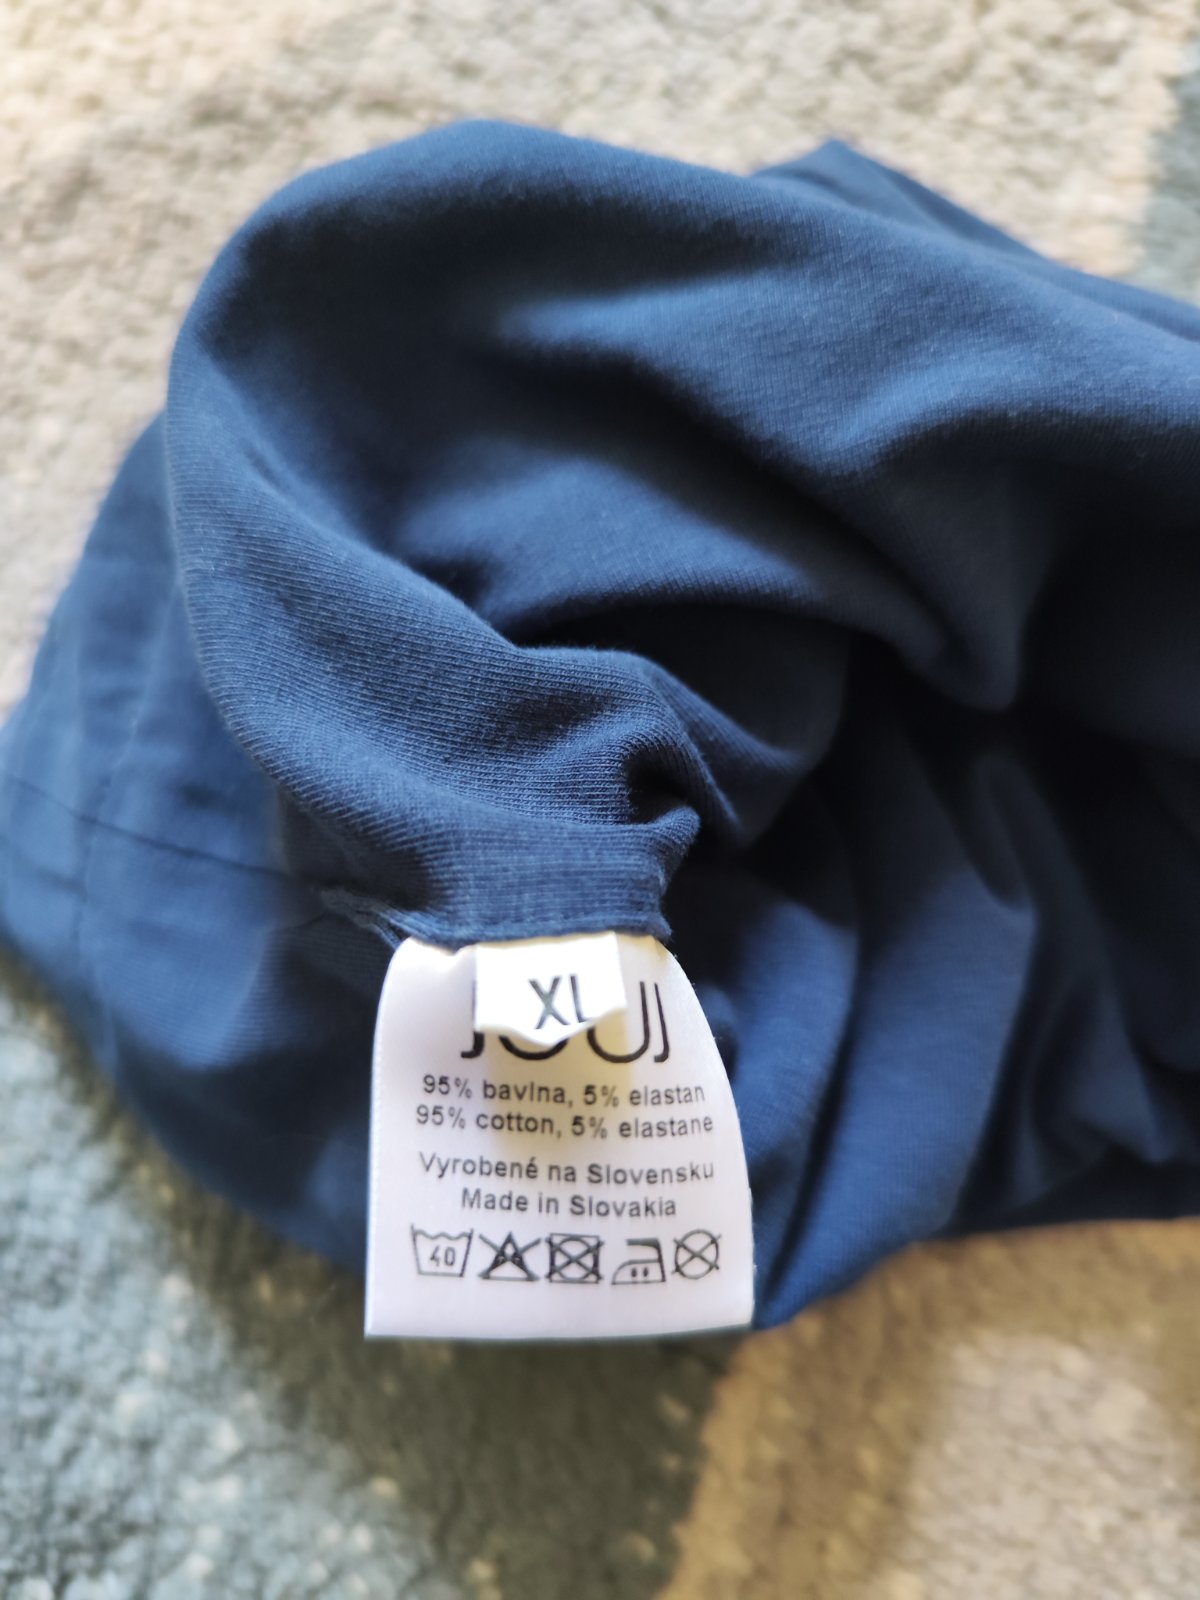 XL
95% bavlna, 5% elastan
95% cotton, 5% elastane
Vyrobené na Slovensku
Made in Slovakia
40